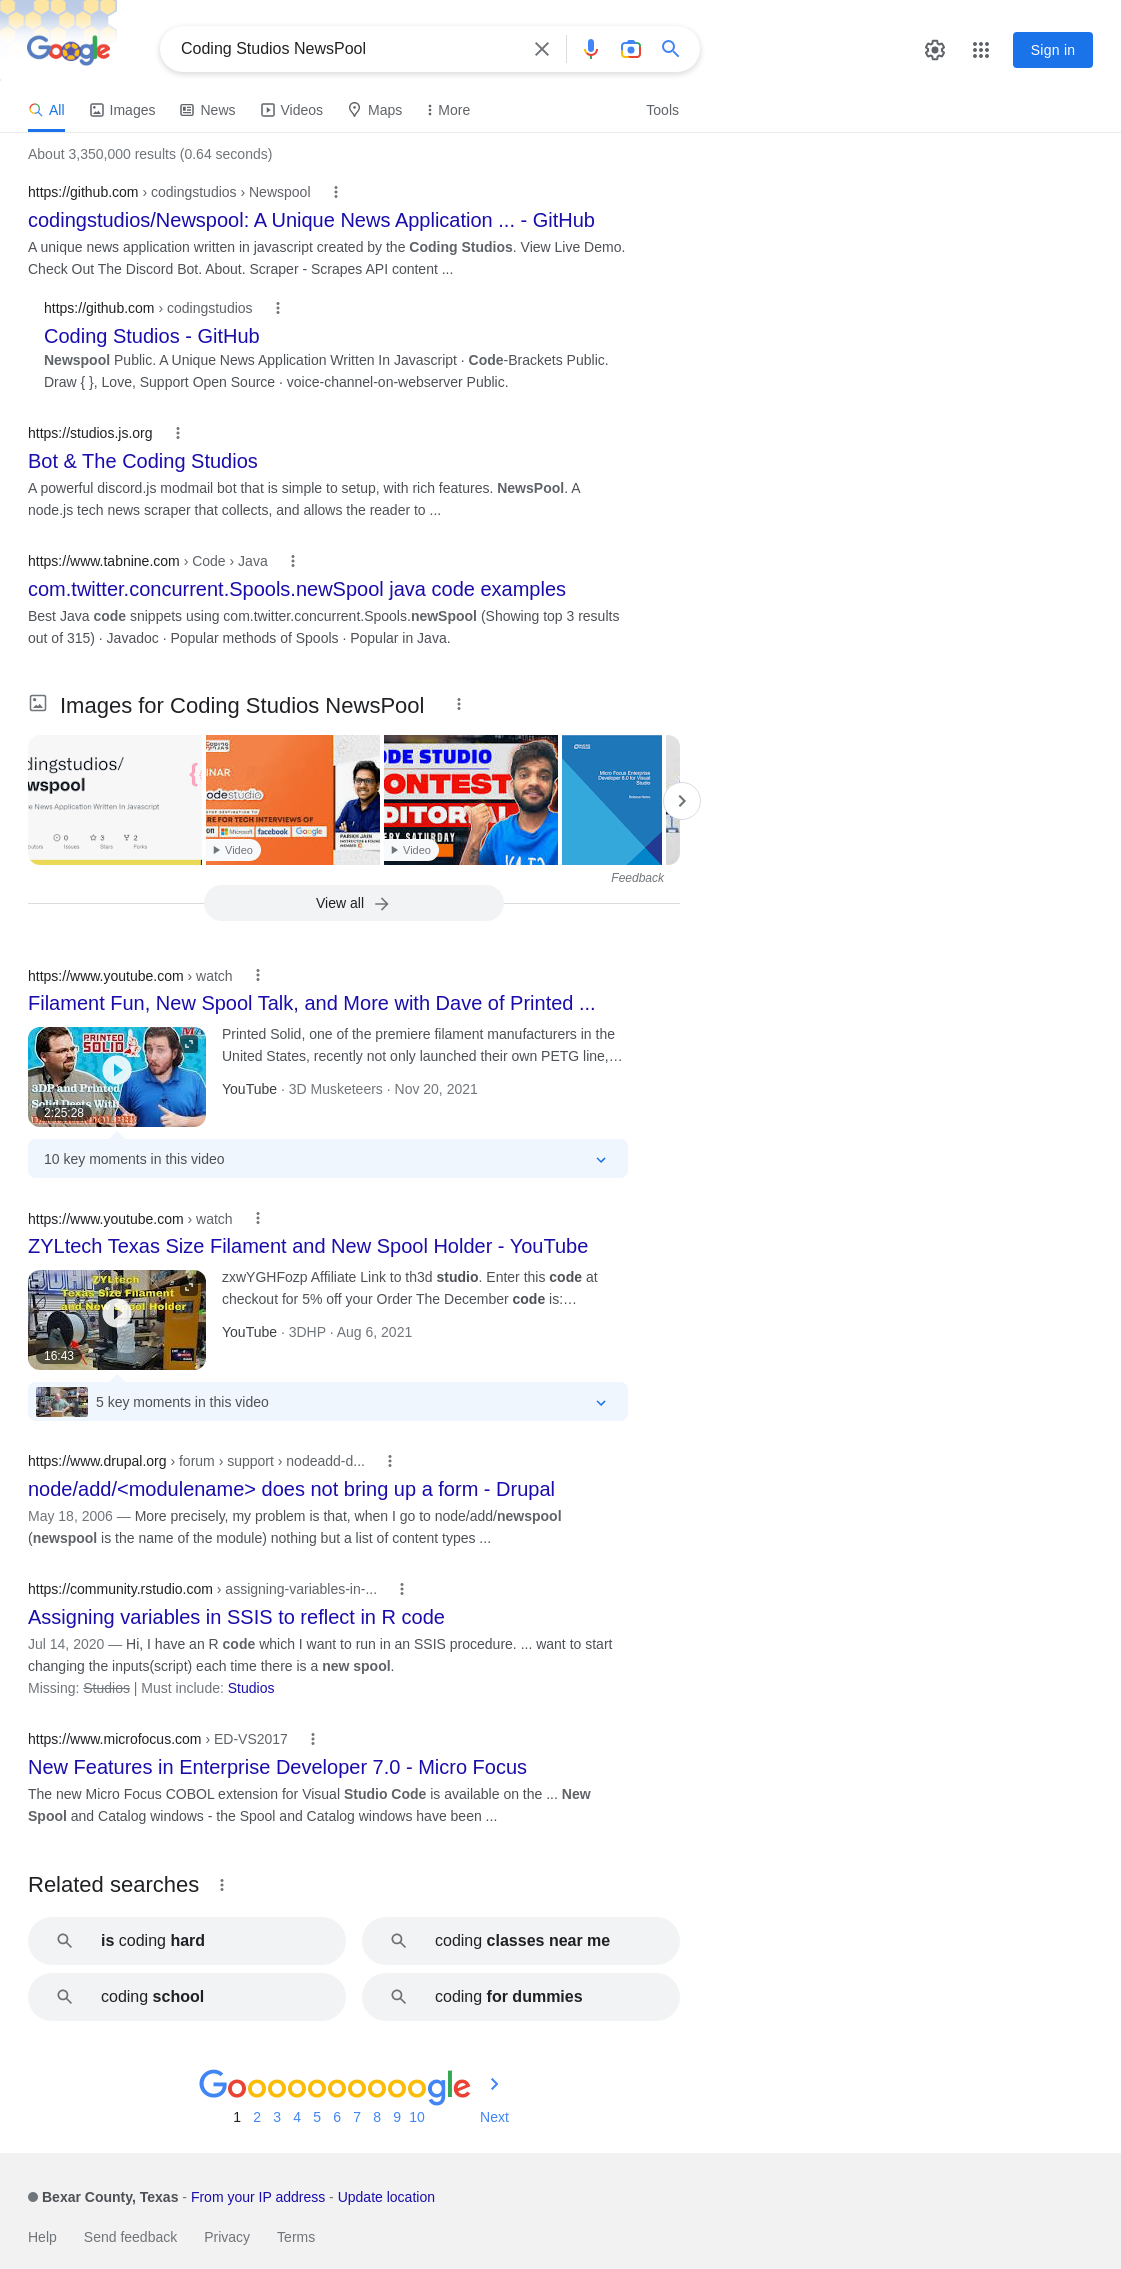 Google
Coding Studios NewsPool
Sign in
All
Images
News
Videos
Maps
More
Tools
About 3,350,000 results (0.64 seconds)
https://github.com › codingstudios › Newspool
codingstudios/Newspool: A Unique News Application ... - GitHub
A unique news application written in javascript created by the Coding Studios. View Live Demo.
Check Out The Discord Bot. About. Scraper - Scrapes API content ...
https://github.com › codingstudios
Coding Studios - GitHub
Newspool Public. A Unique News Application Written In Javascript · Code-Brackets Public.
Draw { }, Love, Support Open Source · voice-channel-on-webserver Public.
https://studios.js.org
Bot & The Coding Studios
A powerful discord.js modmail bot that is simple to setup, with rich features. NewsPool. A
node.js tech news scraper that collects, and allows the reader to ...
https://www.tabnine.com › Code › Java
com.twitter.concurrent.Spools.newSpool java code examples
Best Java code snippets using com.twitter.concurrent.Spools.newSpool (Showing top 3 results
out of 315) · Javadoc · Popular methods of Spools · Popular in Java.
Images for Coding Studios NewsPool
dingstudios/
wspool
e News Application Written In Javascript
0 3 2
Issues Stars Forks
INAR
odestudio
RE FOR TECH INTERVIEWS OF
on Microsoft facebook Google
PARIKH JAIN
Video
ODE STUDIO
ONTEST
DITORIAL
ERY SATURDAY
Video
Micro Focus Enterprise
Developer 6.0 for Visual
Studio
Release Notes
Feedback
View all
https://www.youtube.com › watch
Filament Fun, New Spool Talk, and More with Dave of Printed ...
PRINTED
SOLID
3DP and Printed
Solid Deets With
2:25:28
Printed Solid, one of the premiere filament manufacturers in the
United States, recently not only launched their own PETG line,…
YouTube · 3D Musketeers · Nov 20, 2021
10 key moments in this video
https://www.youtube.com › watch
ZYLtech Texas Size Filament and New Spool Holder - YouTube
ZYLtech
Texas Size Filament
and New Spool Holder
16:43
zxwYGHFozp Affiliate Link to th3d studio. Enter this code at
checkout for 5% off your Order The December code is:…
YouTube · 3DHP · Aug 6, 2021
5 key moments in this video
https://www.drupal.org › forum › support › nodeadd-d...
node/add/<modulename> does not bring up a form - Drupal
May 18, 2006 — More precisely, my problem is that, when I go to node/add/newspool
(newspool is the name of the module) nothing but a list of content types ...
https://community.rstudio.com › assigning-variables-in-...
Assigning variables in SSIS to reflect in R code
Jul 14, 2020 — Hi, I have an R code which I want to run in an SSIS procedure. ... want to start
changing the inputs(script) each time there is a new spool.
Missing: Studios | Must include: Studios
https://www.microfocus.com › ED-VS2017
New Features in Enterprise Developer 7.0 - Micro Focus
The new Micro Focus COBOL extension for Visual Studio Code is available on the ... New
Spool and Catalog windows - the Spool and Catalog windows have been ...
Related searches
is coding hard
coding classes near me
coding school
coding for dummies
Goooooooooogle
1 2 3 4 5 6 7 8 9 10 Next
Bexar County, Texas - From your IP address - Update location
Help Send feedback Privacy Terms